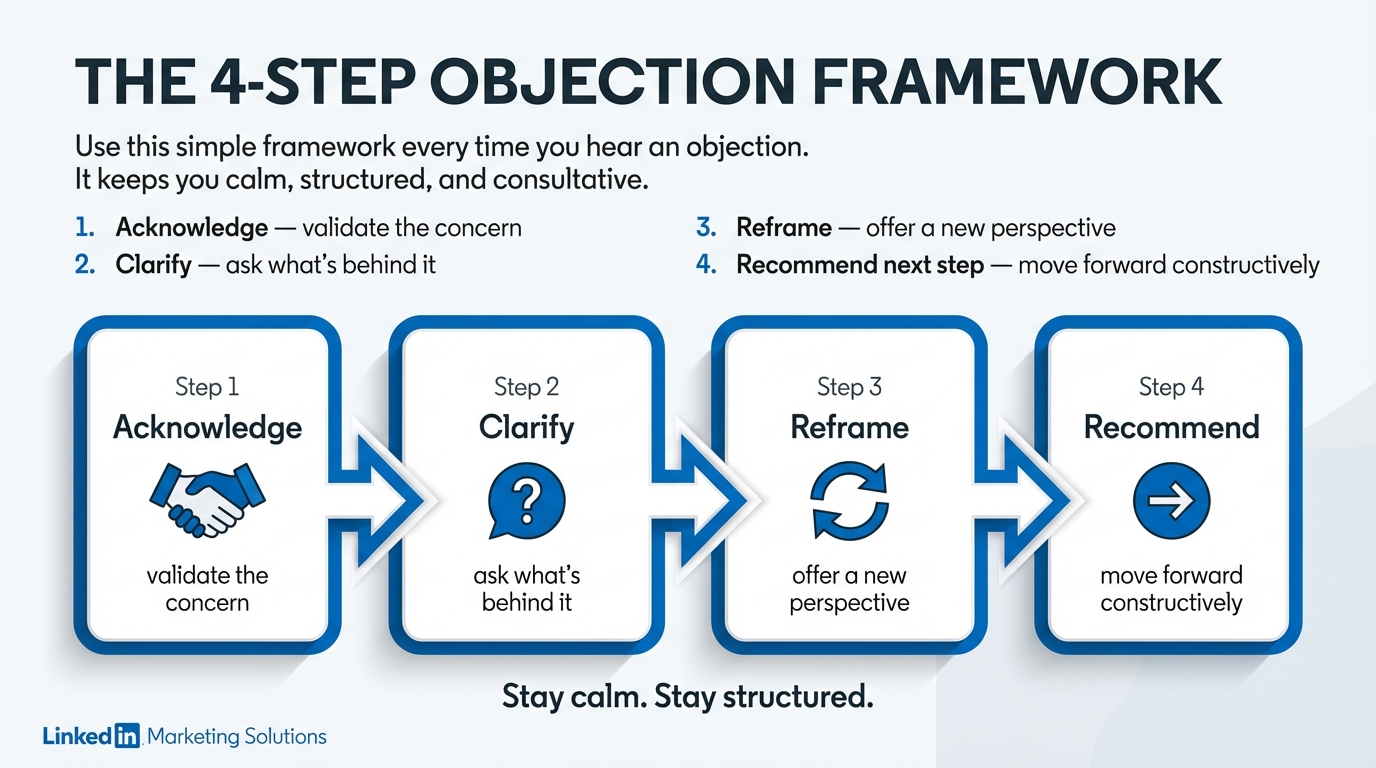 THE 4-STEP OBJECTION FRAMEWORK
Use this simple framework every time you hear an objection.
It keeps you calm, structured, and consultative.
1. Acknowledge — validate the concern
2. Clarify — ask what's behind it
3. Reframe — offer a new perspective
4. Recommend next step — move forward constructively
Step 1
Acknowledge
validate the
concern
Step 2
Clarify
?
ask what's
behind it
Step 3
Reframe
offer a new
perspective
Step 4
Recommend
move forward
constructively
Stay calm. Stay structured.
Linked in Marketing Solutions